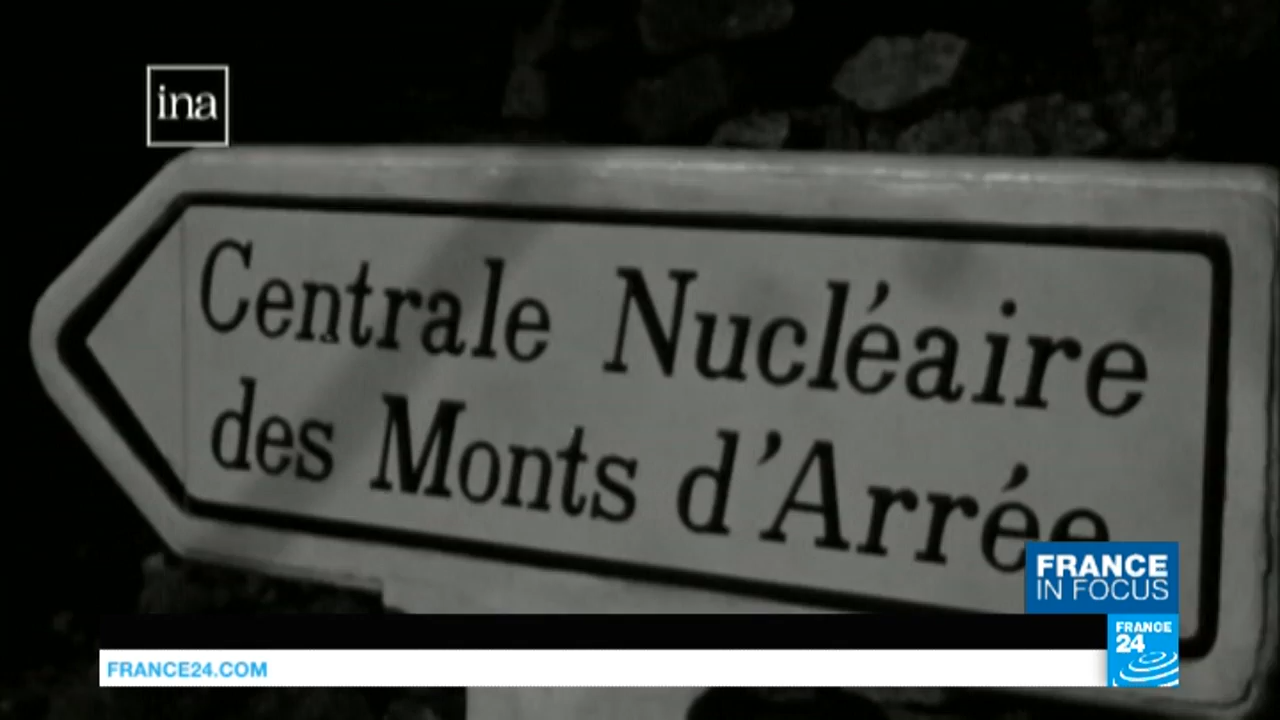 ina
Centrale Nucléaire
des Monts d'Arrée
FRANCE
IN FOCUS
FRANCE
24
FRANCE24.COM